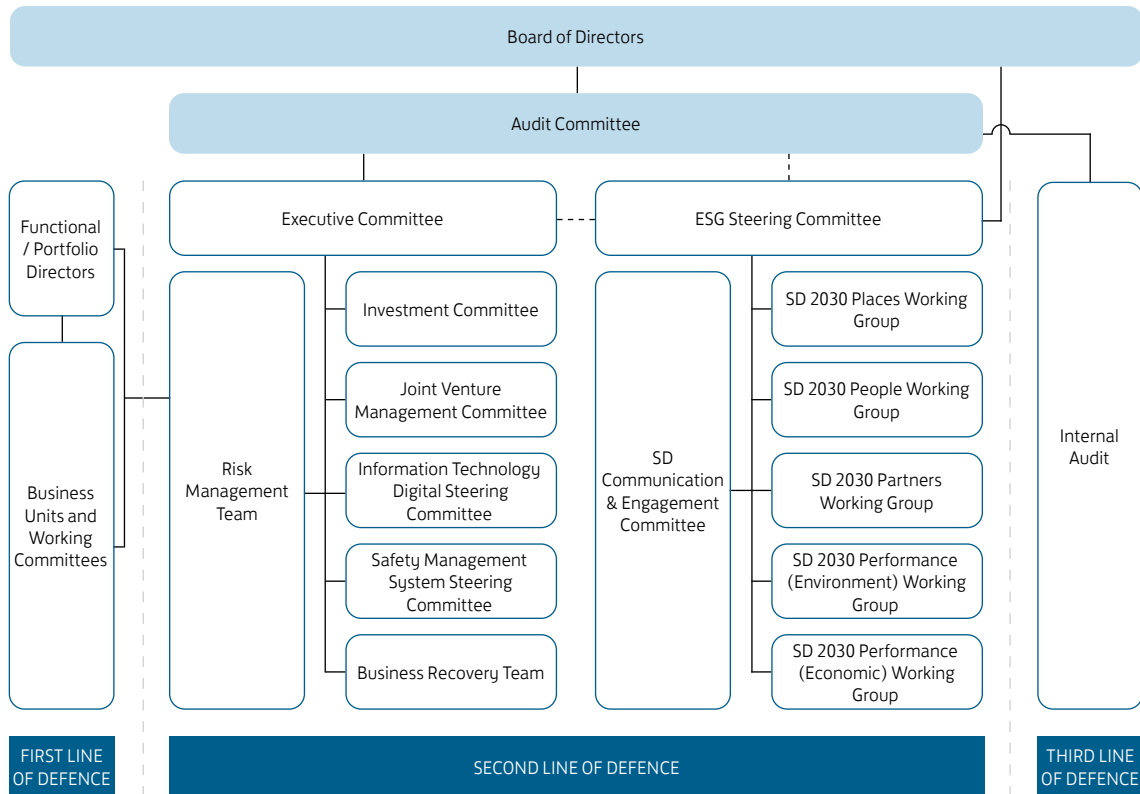 Board of Directors
Audit Committee
Functional
/ Portfolio
Directors
Executive Committee
ESG Steering Committee
Business
Units and
Working
Committees
Risk
Management
Team
Investment Committee
Joint Venture
Management Committee
Information Technology
Digital Steering
Committee
Safety Management
System Steering
Committee
Business Recovery Team
SD
Communication
& Engagement
Committee
SD 2030 Places Working
Group
SD 2030 People Working
Group
SD 2030 Partners
Working Group
SD 2030 Performance
(Environment) Working
Group
SD 2030 Performance
(Economic) Working
Group
Internal
Audit
FIRST LINE
OF DEFENCE
SECOND LINE OF DEFENCE
THIRD LINE
OF DEFENCE